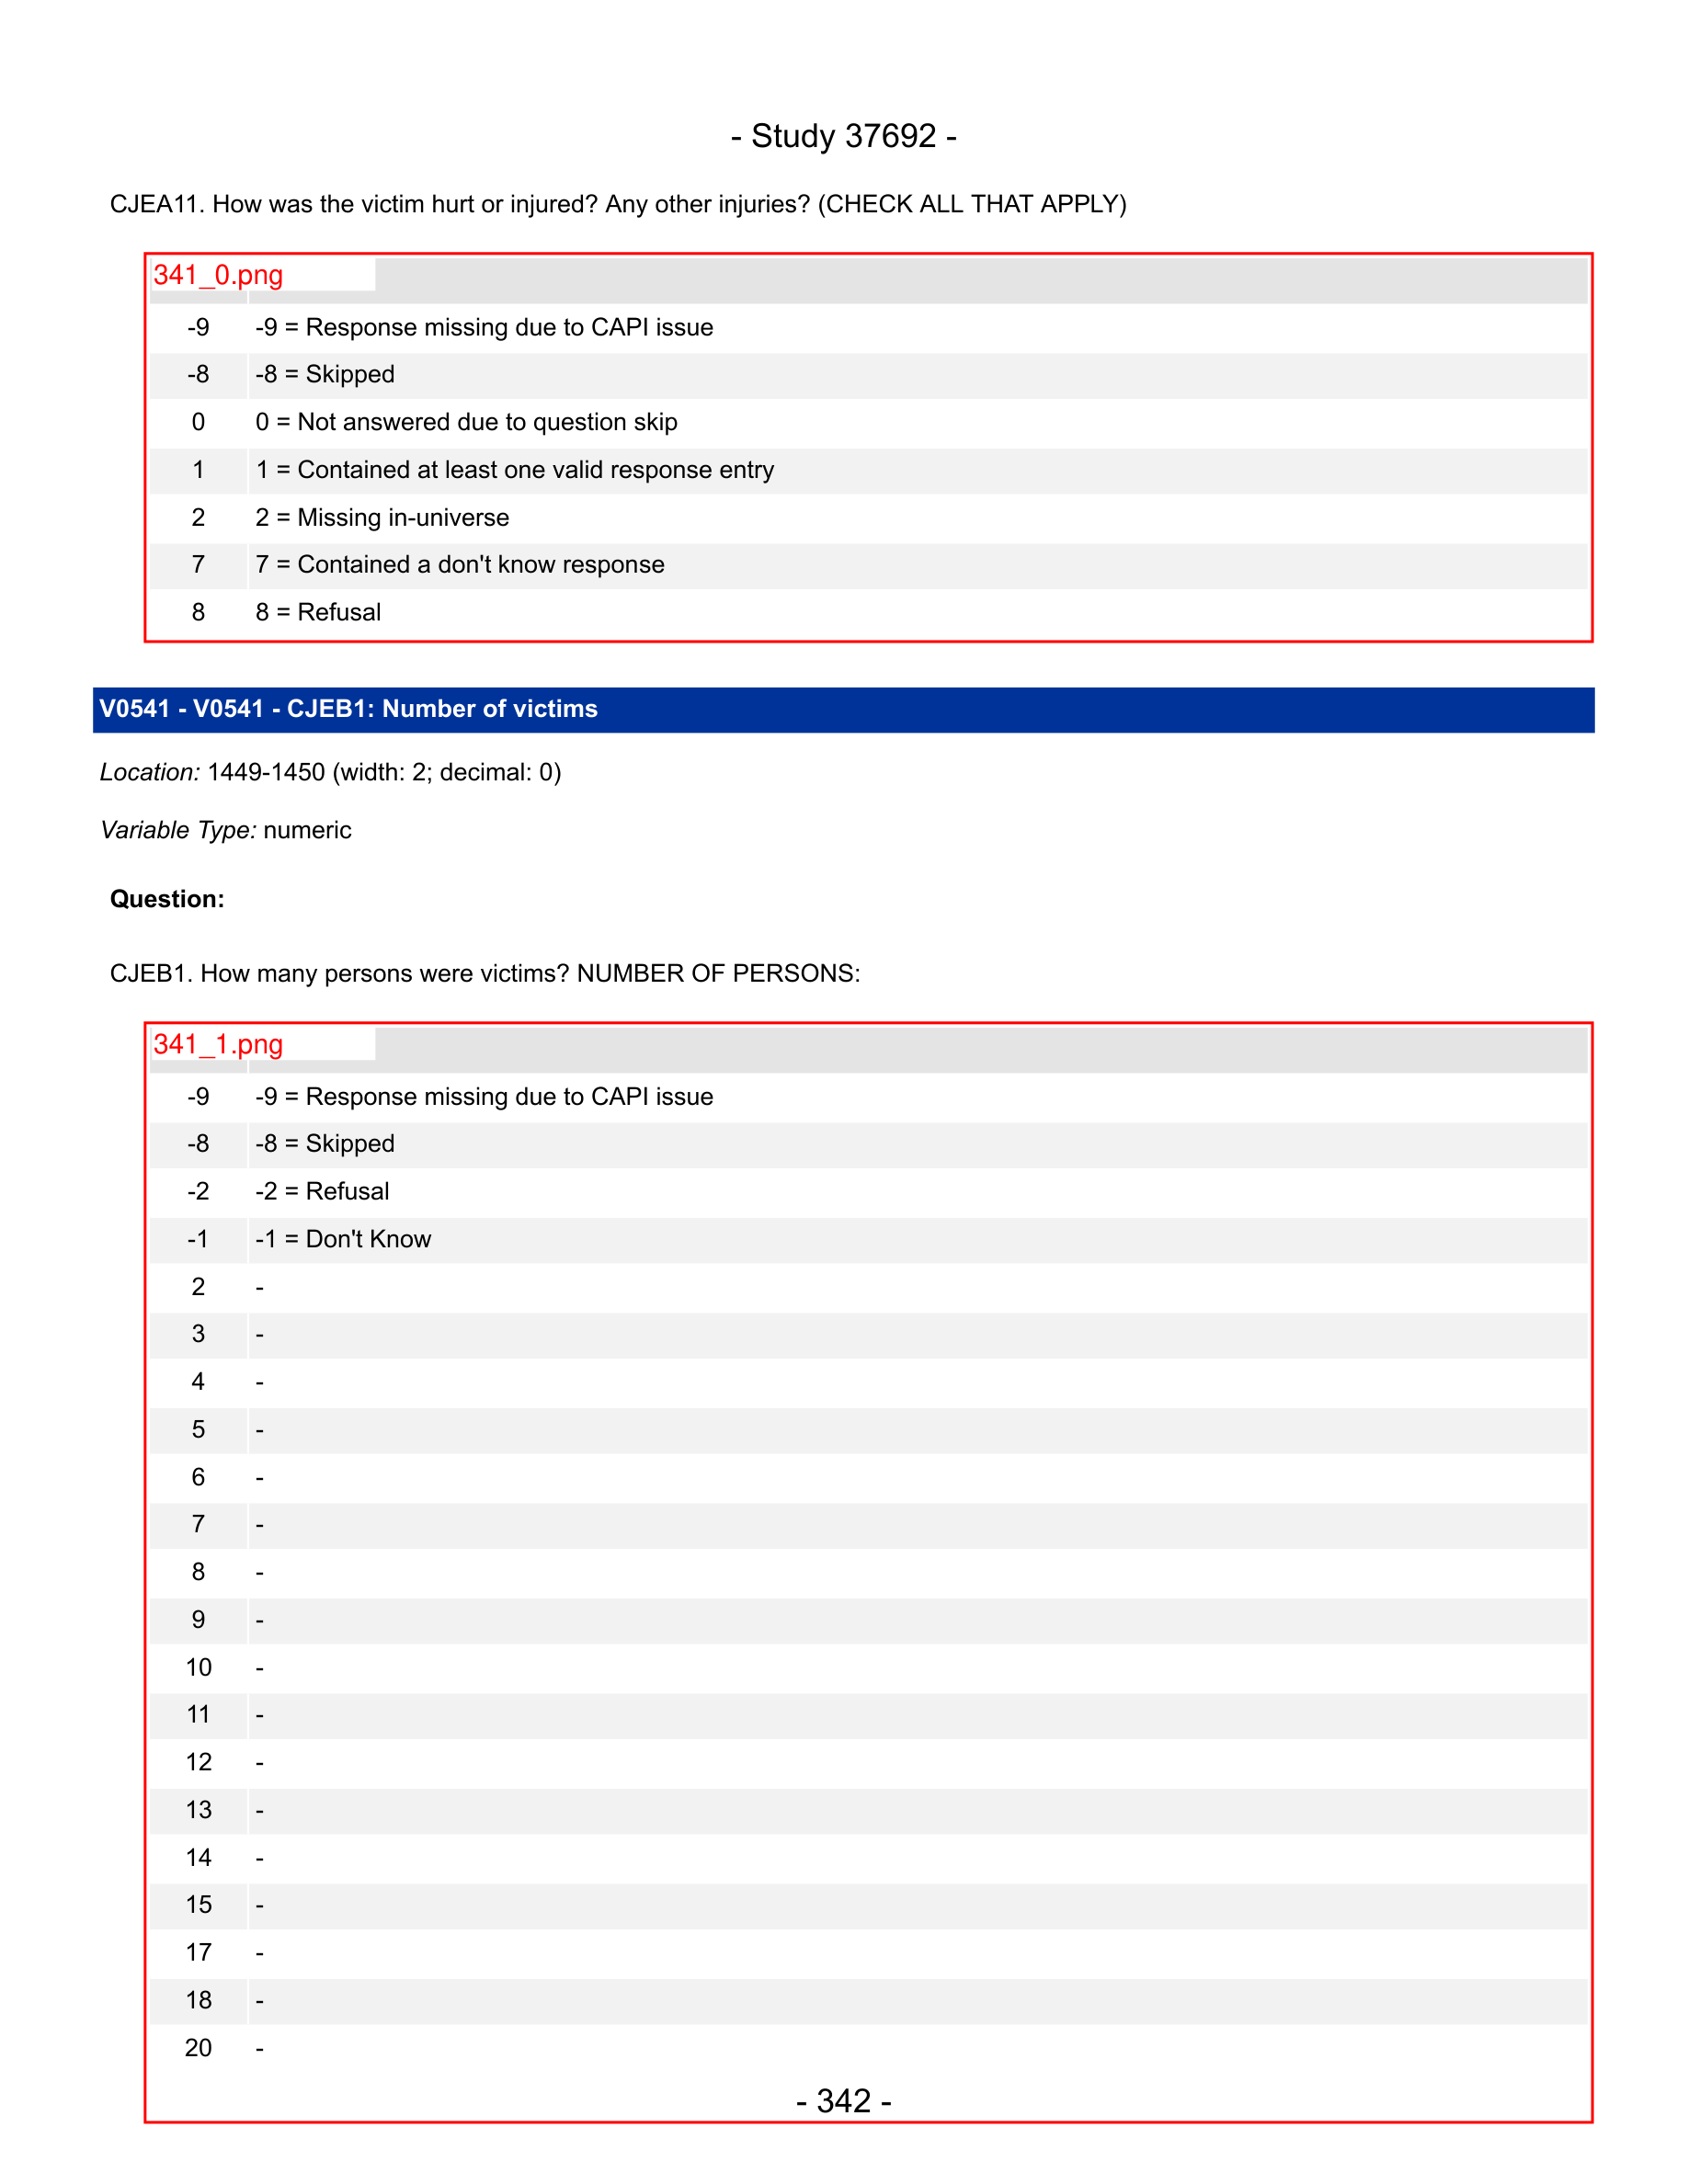 - Study 37692 -
CJEA11. How was the victim hurt or injured? Any other injuries? (CHECK ALL THAT APPLY)
341_0.png
-9 -9 = Response missing due to CAPI issue
-8 -8 = Skipped
0 0 = Not answered due to question skip
1 1 = Contained at least one valid response entry
2 2 = Missing in-universe
7 7 = Contained a don't know response
8 8 = Refusal
V0541 - V0541 - CJEB1: Number of victims
Location: 1449-1450 (width: 2; decimal: 0)
Variable Type: numeric
Question:
CJEB1. How many persons were victims? NUMBER OF PERSONS:
341_1.png
-9 -9 = Response missing due to CAPI issue
-8 -8 = Skipped
-2 -2 = Refusal
-1 -1 = Don't Know
2 -
3 -
4 -
5 -
6 -
7 -
8 -
9 -
10 -
11 -
12 -
13 -
14 -
15 -
17 -
18 -
20 -
- 342 -